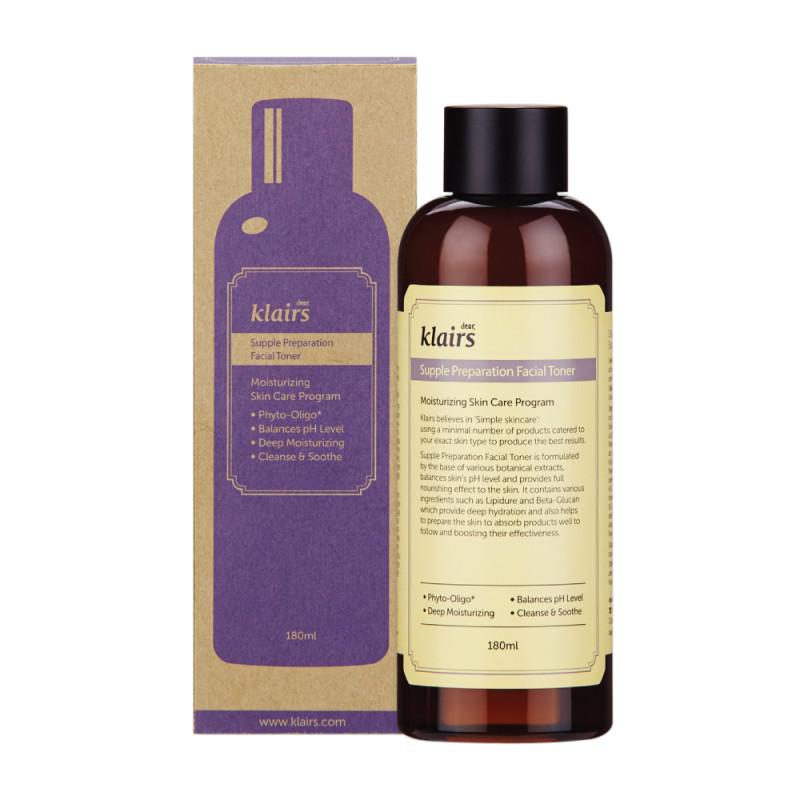 dear,
klairs
Supple Preparation
Facial Toner
Moisturizing
Skin Care Program
• Phyto-Oligo*
• Balances pH Level
• Deep Moisturizing
• Cleanse & Soothe
180ml
www.klairs.com
dear,
klairs
Supple Preparation Facial Toner
Moisturizing Skin Care Program
Klairs believes in 'Simple skincare':
using a minimal number of products catered to
your exact skin type to produce the best results.
Supple Preparation Facial Toner is formulated
by the base of various botanical extracts,
balances skin's pH level and provides full
nourishing effect to the skin. It contains various
ingredients such as Lipidure and Beta-Glucan
which provide deep hydration and also helps
to prepare the skin to absorb products well to
follow and boosting their effectiveness.
• Phyto-Oligo* • Balances pH Level
• Deep Moisturizing • Cleanse & Soothe
180ml